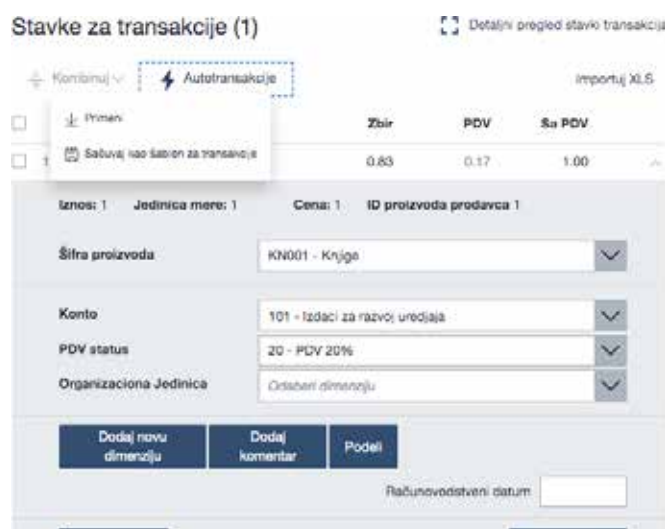 Stavke za transakcije (1)
Detaljni pregled stavki transakcija
Kombinuj
Autotransakcije
Importuj XLS
Primeni
Zbir PDV Sa PDV
Sačuvaj kao šablon za transakcije
1 0.83 0.17 1.00
Iznos: 1 Jedinica mere: 1 Cena: 1 ID proizvoda prodavca 1
Šifra proizvoda KN001 - Knjige
Konto 101 - Izdaci za razvoj uredjaja
PDV status 20 - PDV 20%
Organizaciona Jedinica Odaberi dimenziju
Dodaj novu dimenziju
Dodaj komentar
Podeli
Računovodstveni datum